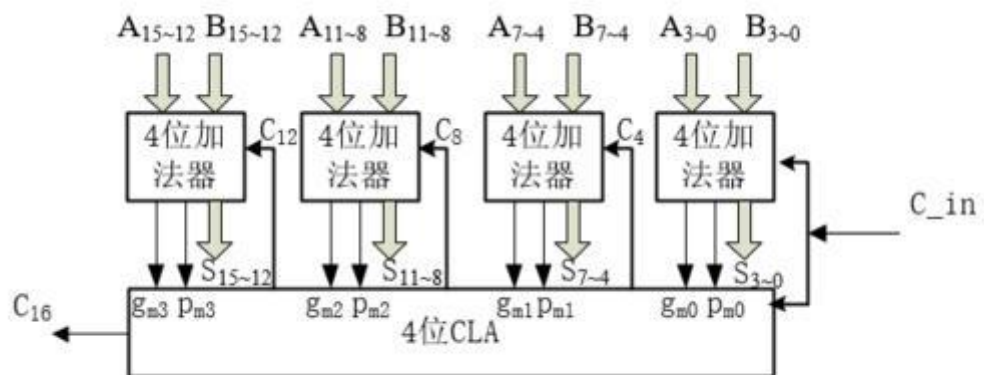 A₁₅~₁₂ B₁₅~₁₂ A₁₁~₈ B₁₁~₈ A₇~₄ B₇~₄ A₃~₀ B₃~₀
4位加法器 C₁₂ 4位加法器 C₈ 4位加法器 C₄ 4位加法器
C_in
S₁₅~₁₂ S₁₁~₈ S₇~₄ S₃~₀
C₁₆ gₘ₃ pₘ₃ gₘ₂ pₘ₂ gₘ₁ pₘ₁ gₘ₀ pₘ₀
4位CLA